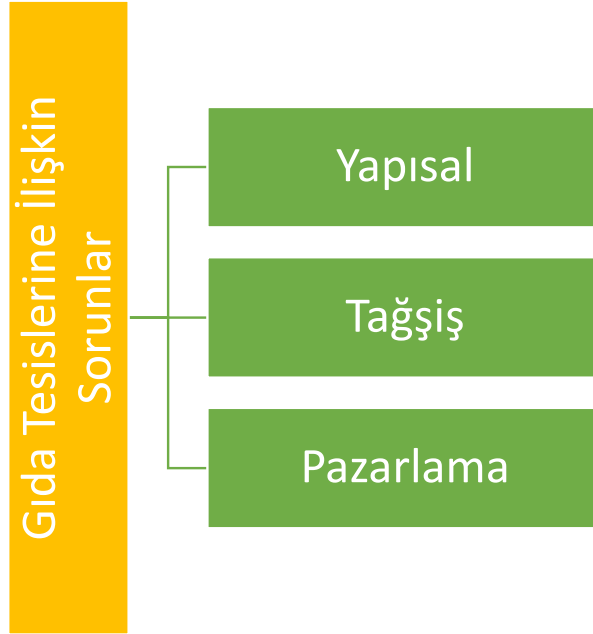 Gıda Tesislerine İlişkin
Sorunlar
Yapısal
Tağşiş
Pazarlama